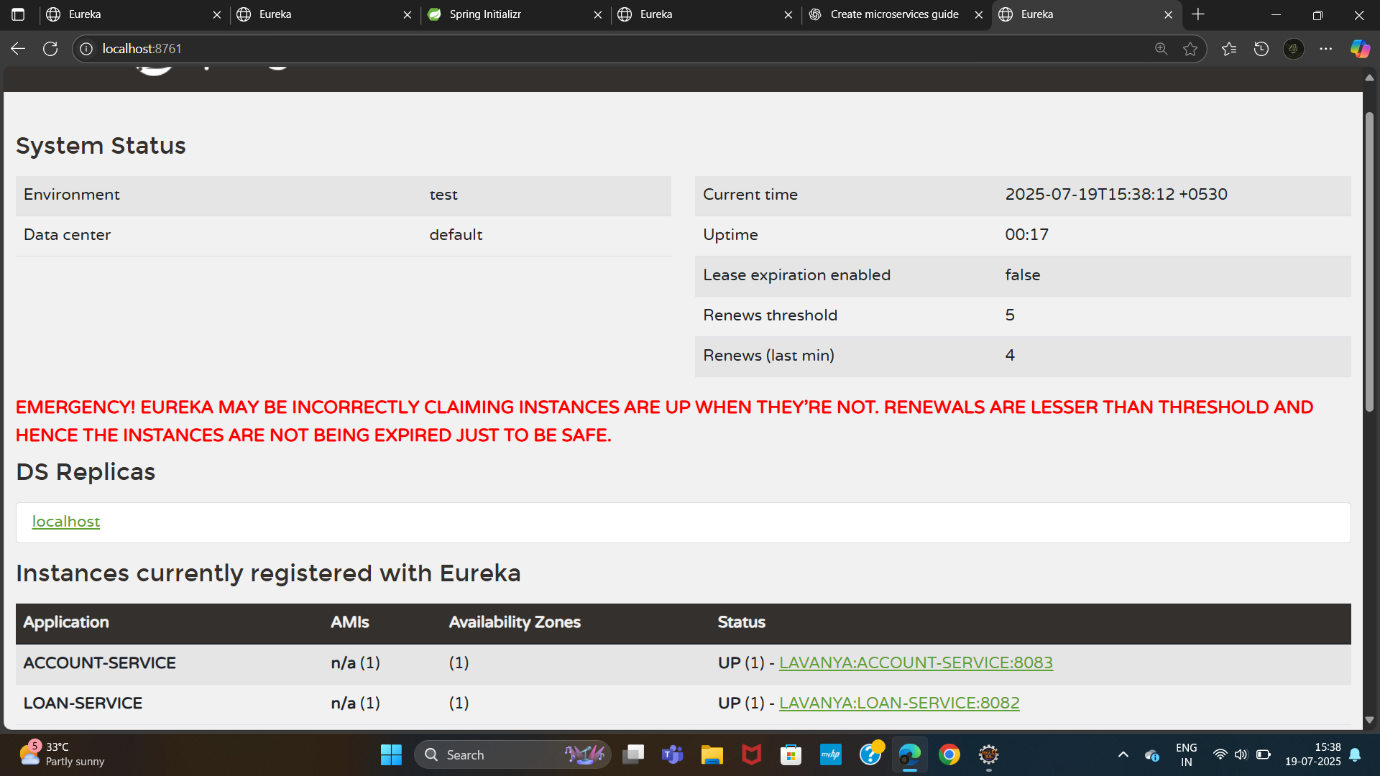 Eureka
Eureka
Spring Initializr
Eureka
Create microservices guide
Eureka
localhost:8761
System Status
Environment test
Data center default
Current time 2025-07-19T15:38:12 +0530
Uptime 00:17
Lease expiration enabled false
Renews threshold 5
Renews (last min) 4
EMERGENCY! EUREKA MAY BE INCORRECTLY CLAIMING INSTANCES ARE UP WHEN THEY'RE NOT. RENEWALS ARE LESSER THAN THRESHOLD AND
HENCE THE INSTANCES ARE NOT BEING EXPIRED JUST TO BE SAFE.
DS Replicas
localhost
Instances currently registered with Eureka
Application AMIs Availability Zones Status
ACCOUNT-SERVICE n/a (1) (1) UP (1) - LAVANYA:ACCOUNT-SERVICE:8083
LOAN-SERVICE n/a (1) (1) UP (1) - LAVANYA:LOAN-SERVICE:8082
5
33°C
Partly sunny
Search
myhp
ENG
IN
15:38
19-07-2025